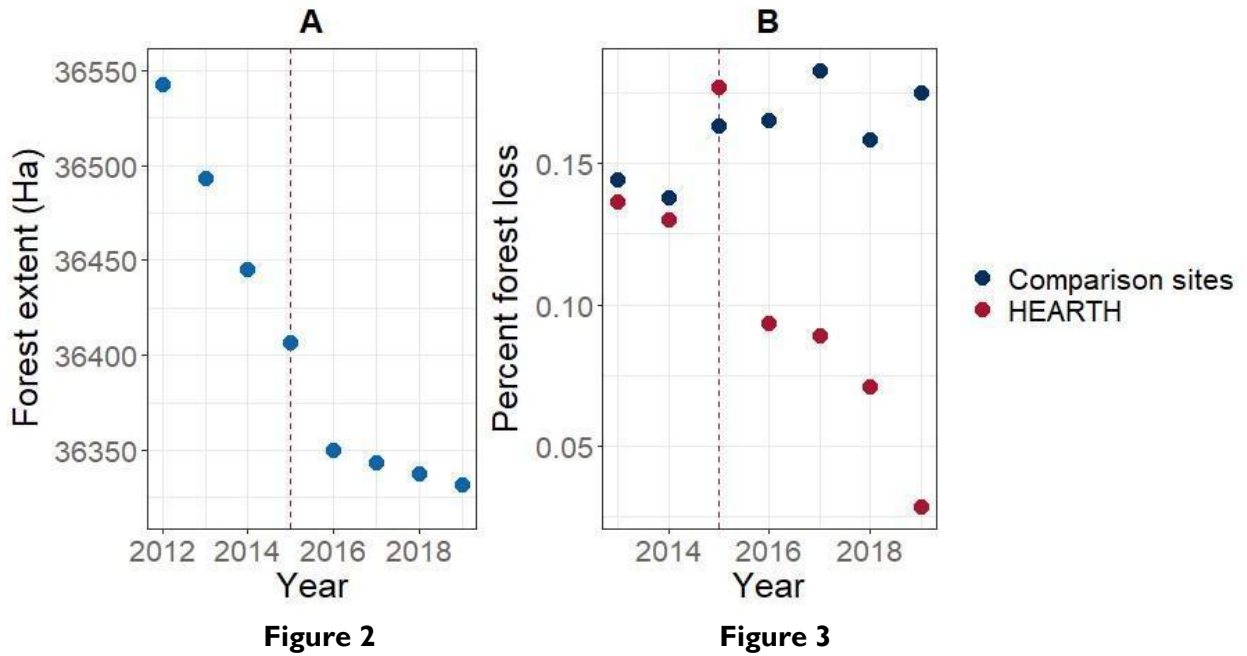 A
B
Forest extent (Ha)
36550
36500
36450
36400
36350
2012 2014 2016 2018
Year
Percent forest loss
0.15
0.10
0.05
2014 2016 2018
Year
Comparison sites
HEARTH
Figure 2
Figure 3